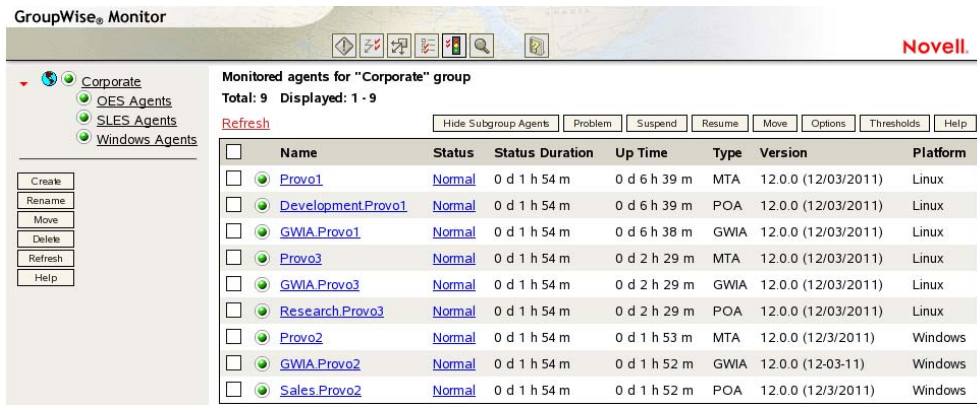 GroupWise® Monitor
Novell.
Corporate
OES Agents
SLES Agents
Windows Agents
Create
Rename
Move
Delete
Refresh
Help
Monitored agents for "Corporate" group
Total: 9 Displayed: 1 - 9
Refresh Hide Subgroup Agents Problem Suspend Resume Move Options Thresholds Help
Name Status Status Duration Up Time Type Version Platform
Provo1 Normal 0 d 1 h 54 m 0 d 6 h 39 m MTA 12.0.0 (12/03/2011) Linux
Development.Provo1 Normal 0 d 1 h 54 m 0 d 6 h 39 m POA 12.0.0 (12/03/2011) Linux
GWIA.Provo1 Normal 0 d 1 h 54 m 0 d 6 h 38 m GWIA 12.0.0 (12/03/2011) Linux
Provo3 Normal 0 d 1 h 54 m 0 d 2 h 29 m MTA 12.0.0 (12/03/2011) Linux
GWIA.Provo3 Normal 0 d 1 h 54 m 0 d 2 h 29 m GWIA 12.0.0 (12/03/2011) Linux
Research.Provo3 Normal 0 d 1 h 54 m 0 d 2 h 29 m POA 12.0.0 (12/03/2011) Linux
Provo2 Normal 0 d 1 h 54 m 0 d 1 h 53 m MTA 12.0.0 (12/3/2011) Windows
GWIA.Provo2 Normal 0 d 1 h 54 m 0 d 1 h 52 m GWIA 12.0.0 (12-03-11) Windows
Sales.Provo2 Normal 0 d 1 h 54 m 0 d 1 h 52 m POA 12.0.0 (12/3/2011) Windows